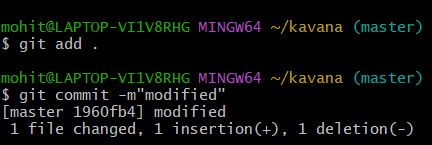 mohit@LAPTOP-VI1V8RHG MINGW64 ~/kavana (master)
$ git add .
mohit@LAPTOP-VI1V8RHG MINGW64 ~/kavana (master)
$ git commit -m"modified"
[master 1960fb4] modified
 1 file changed, 1 insertion(+), 1 deletion(-)